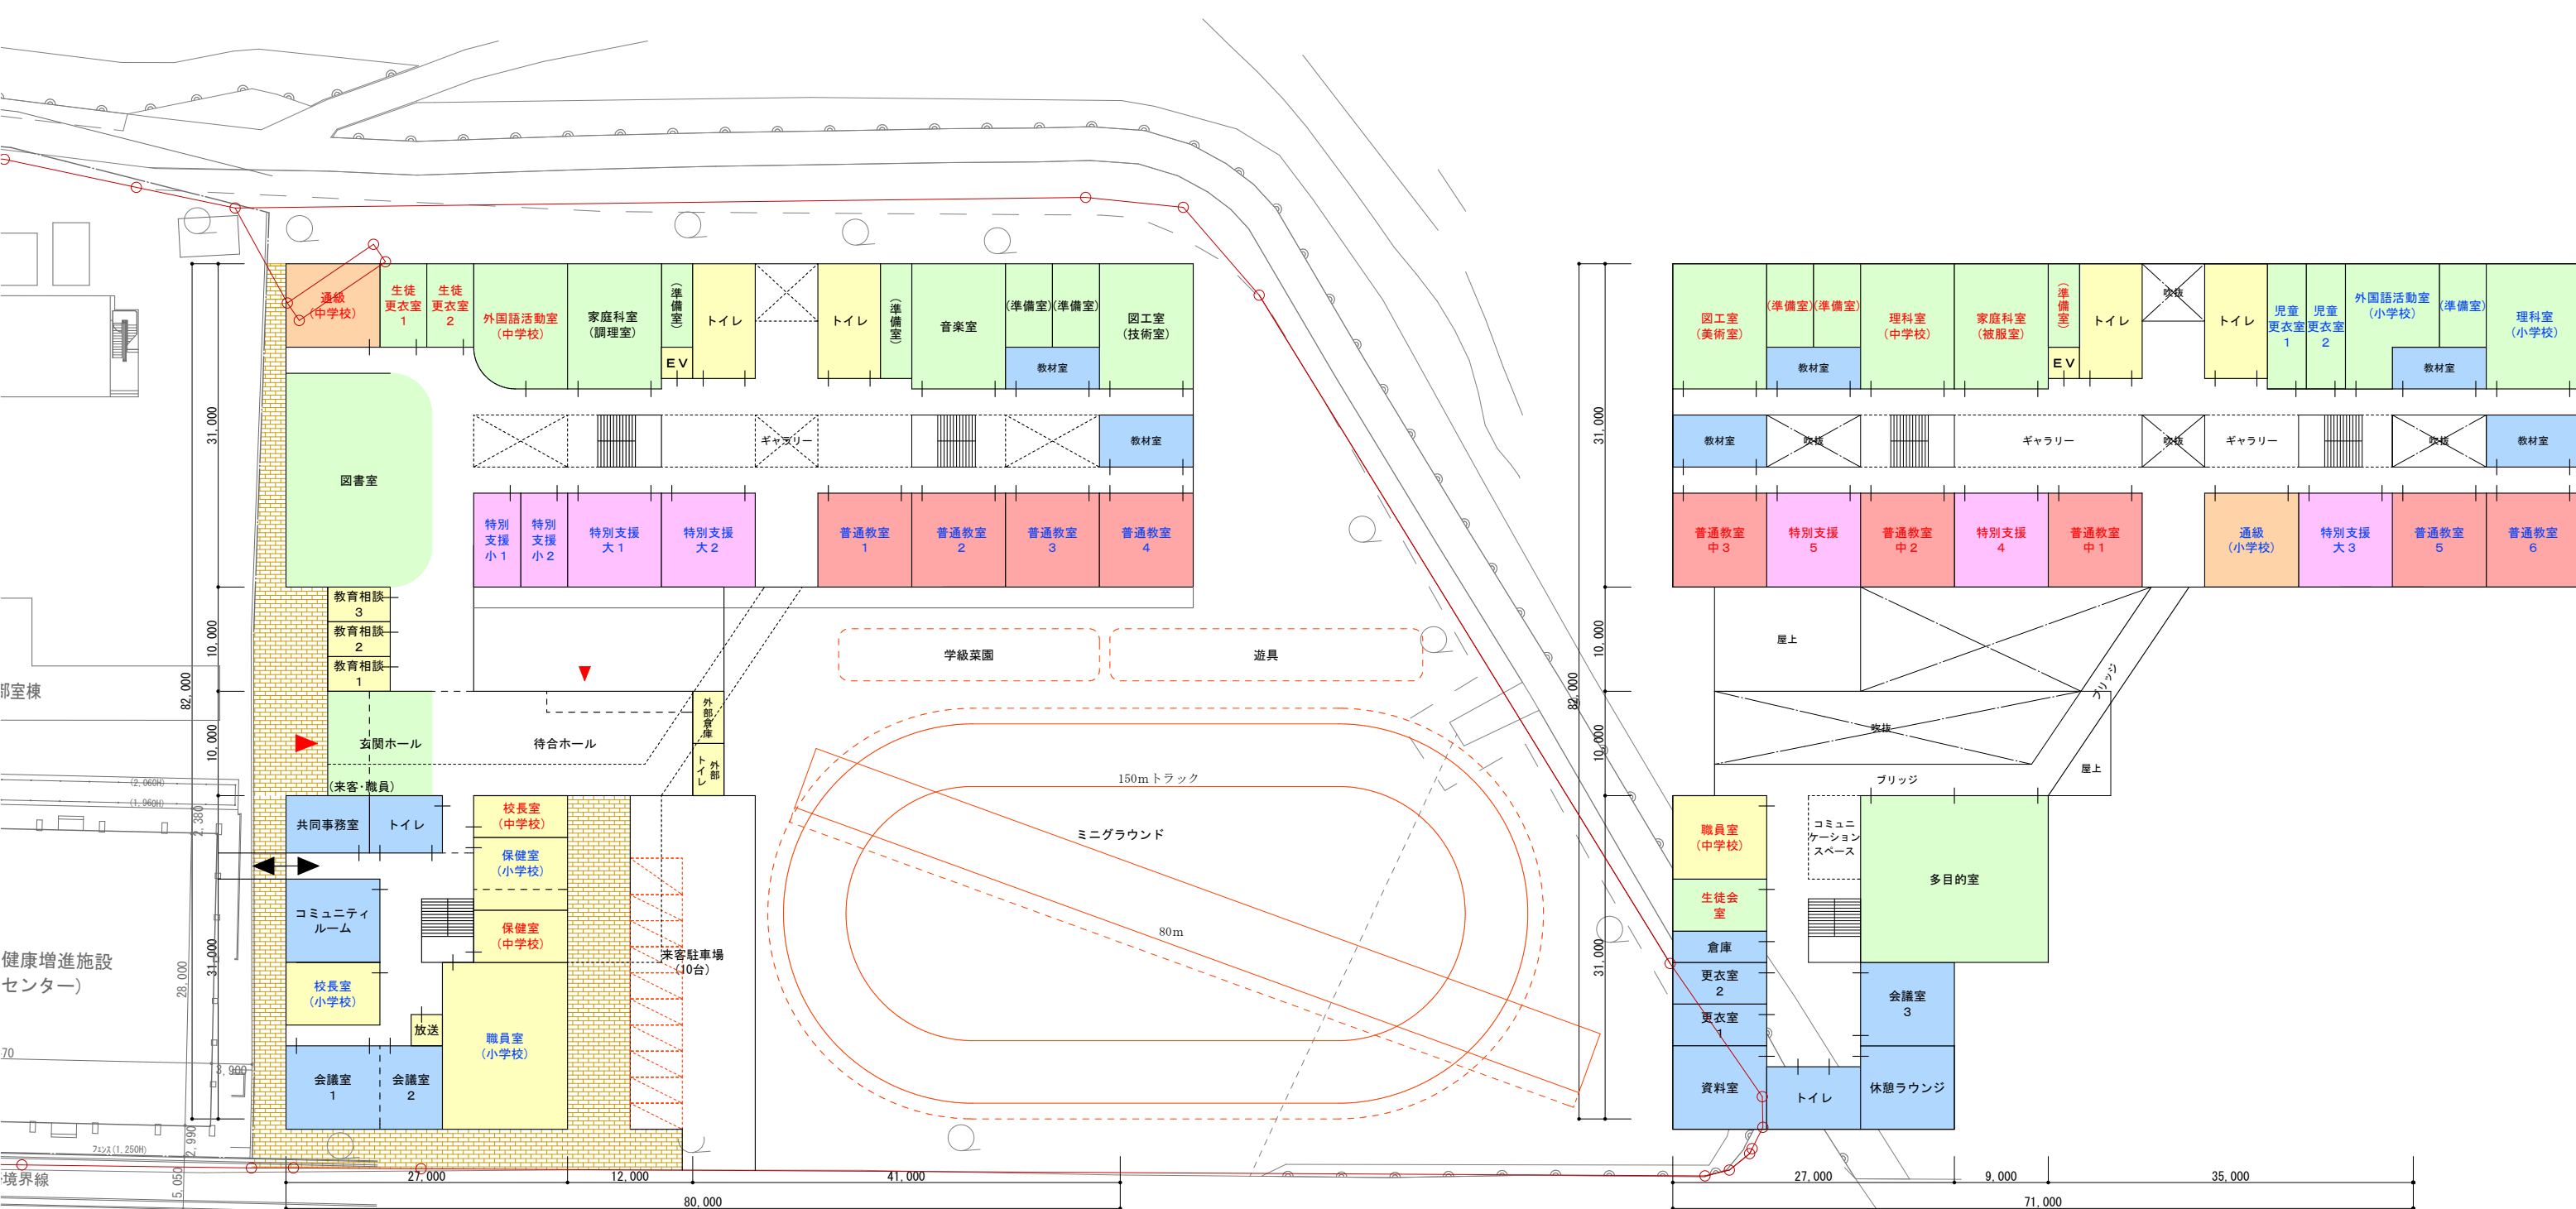 通級
(中学校)
生徒
更衣室
1
生徒
更衣室
2
外国語活動室
(中学校)
家庭科室
(調理室)
(準備室)
EV
トイレ
トイレ
(準備室)
音楽室
(準備室)
(準備室)
教材室
図工室
(技術室)
図書室
ギャラリー
教材室
特別
支援
小1
特別
支援
小2
特別支援
大1
特別支援
大2
普通教室
1
普通教室
2
普通教室
3
普通教室
4
教育相談
3
教育相談
2
教育相談
1
玄関ホール
(来客・職員)
待合ホール
外部倉庫
外部
トイレ
学級菜園
遊具
150mトラック
ミニグラウンド
80m
共同事務室
トイレ
校長室
(中学校)
保健室
(小学校)
コミュニティ
ルーム
保健室
(中学校)
校長室
(小学校)
放送
職員室
(小学校)
会議室
1
会議室
2
来客駐車場
(10台)
部室棟
健康増進施設
センター)
境界線
フェンス(1,250H)
(2,060H)
(1,960H)
2,380
28,000
3,900
2,990
5,050
70
31,000
10,000
82,000
10,000
31,000
27,000
12,000
41,000
80,000
図工室
(美術室)
(準備室)
(準備室)
教材室
理科室
(中学校)
家庭科室
(被服室)
(準備室)
EV
トイレ
吹抜
トイレ
児童
更衣室
1
児童
更衣室
2
外国語活動室
(小学校)
(準備室)
教材室
理科室
(小学校)
教材室
吹抜
ギャラリー
吹抜
ギャラリー
吹抜
教材室
普通教室
中3
特別支援
5
普通教室
中2
特別支援
4
普通教室
中1
通級
(小学校)
特別支援
大3
普通教室
5
普通教室
6
屋上
ブリッジ
吹抜
ブリッジ
屋上
職員室
(中学校)
コミュニ
ケーション
スペース
多目的室
生徒会
室
倉庫
更衣室
2
更衣室
1
会議室
3
資料室
トイレ
休憩ラウンジ
31,000
10,000
82,000
10,000
31,000
27,000
9,000
35,000
71,000